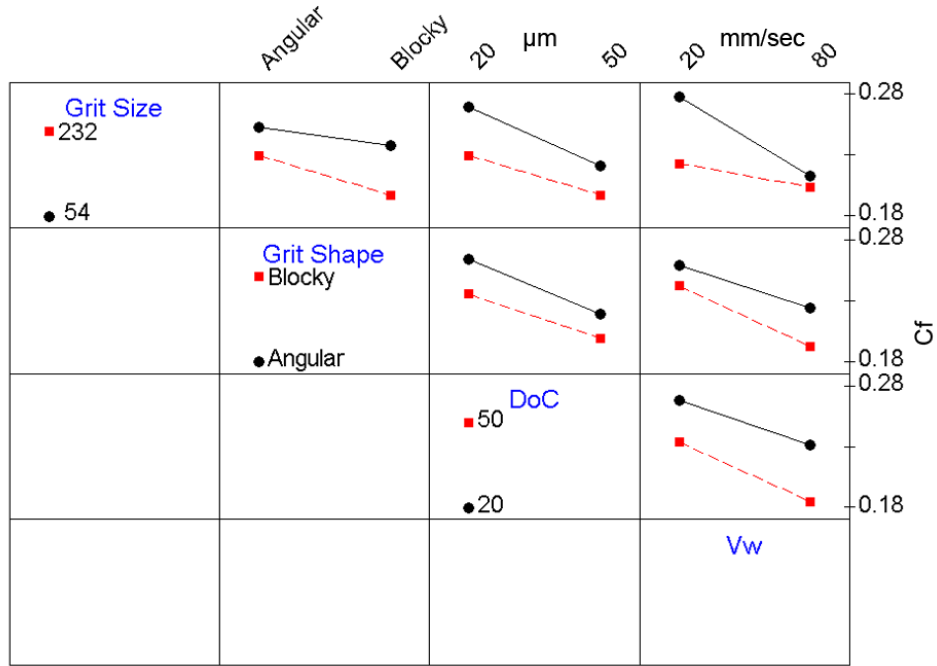 Angular Blocky 20 µm 50 20 mm/sec 80
Grit Size
232
54
0.28
0.18
Grit Shape
Blocky
Angular
0.28
0.18
Cf
DoC
50
20
0.28
0.18
Vw